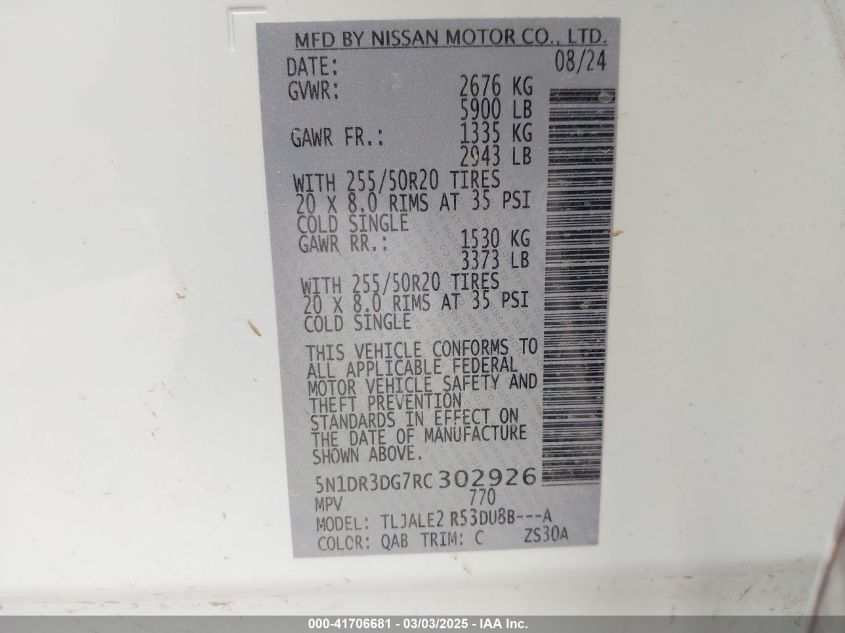 MFD BY NISSAN MOTOR CO., LTD.
DATE: 08/24
GVWR: 2676 KG
5900 LB
GAWR FR.: 1335 KG
2943 LB
WITH 255/50R20 TIRES
20 X 8.0 RIMS AT 35 PSI
COLD SINGLE
GAWR RR.: 1530 KG
3373 LB
WITH 255/50R20 TIRES
20 X 8.0 RIMS AT 35 PSI
COLD SINGLE
THIS VEHICLE CONFORMS TO
ALL APPLICABLE FEDERAL
MOTOR VEHICLE SAFETY AND
THEFT PREVENTION
STANDARDS IN EFFECT ON
THE DATE OF MANUFACTURE
SHOWN ABOVE.
5N1DR3DG7RC302926
MPV 770
MODEL: TLJALE2 R53DU8B---A
COLOR: QAB TRIM: C ZS30A
000-41706681 - 03/03/2025 - IAA Inc.